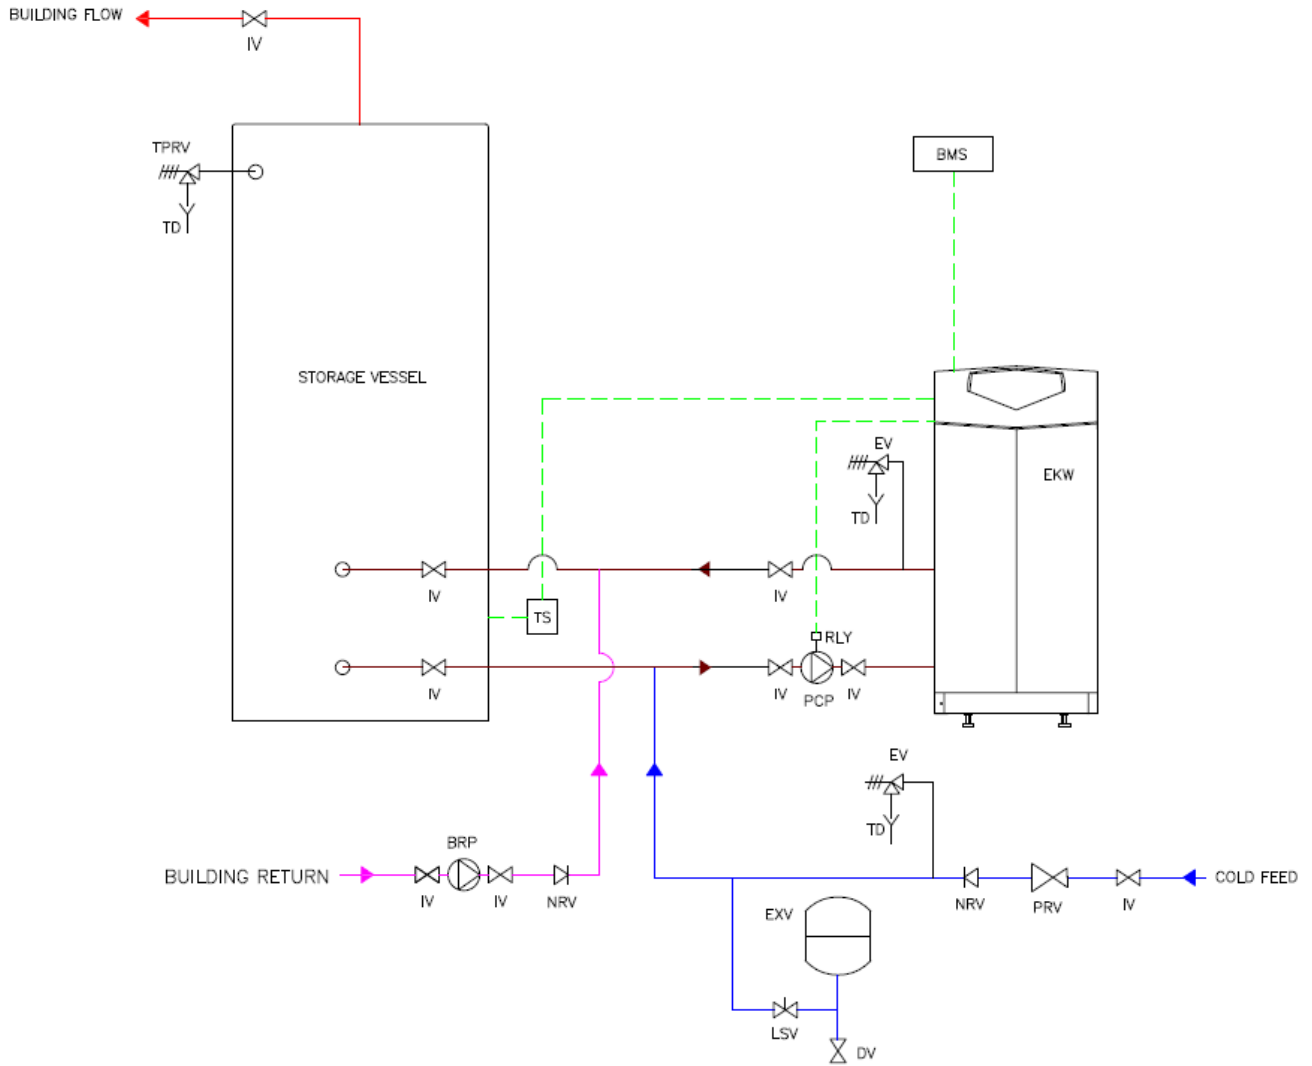 BUILDING FLOW
IV
TPRV
TD
BMS
STORAGE VESSEL
EV
TD
EKW
IV
IV
TS
RLY
IV
IV
IV
PCP
EV
TD
BRP
BUILDING RETURN
IV
IV
NRV
COLD FEED
NRV
PRV
IV
EXV
LSV
DV